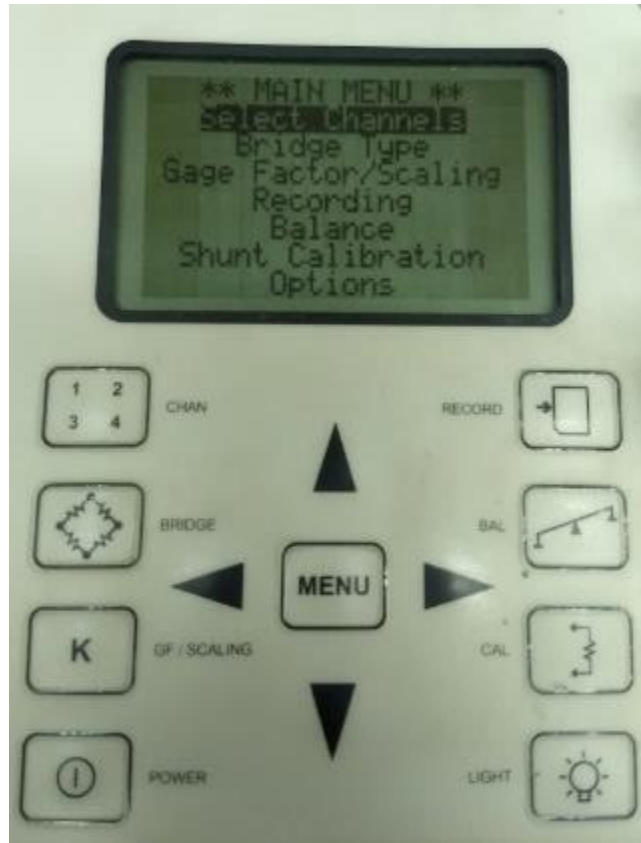 ** MAIN MENU **
Select Channels
Bridge Type
Gage Factor/Scaling
Recording
Balance
Shunt Calibration
Options
1 2
3 4
CHAN
RECORD
BRIDGE
BAL
MENU
K
GF / SCALING
CAL
POWER
LIGHT